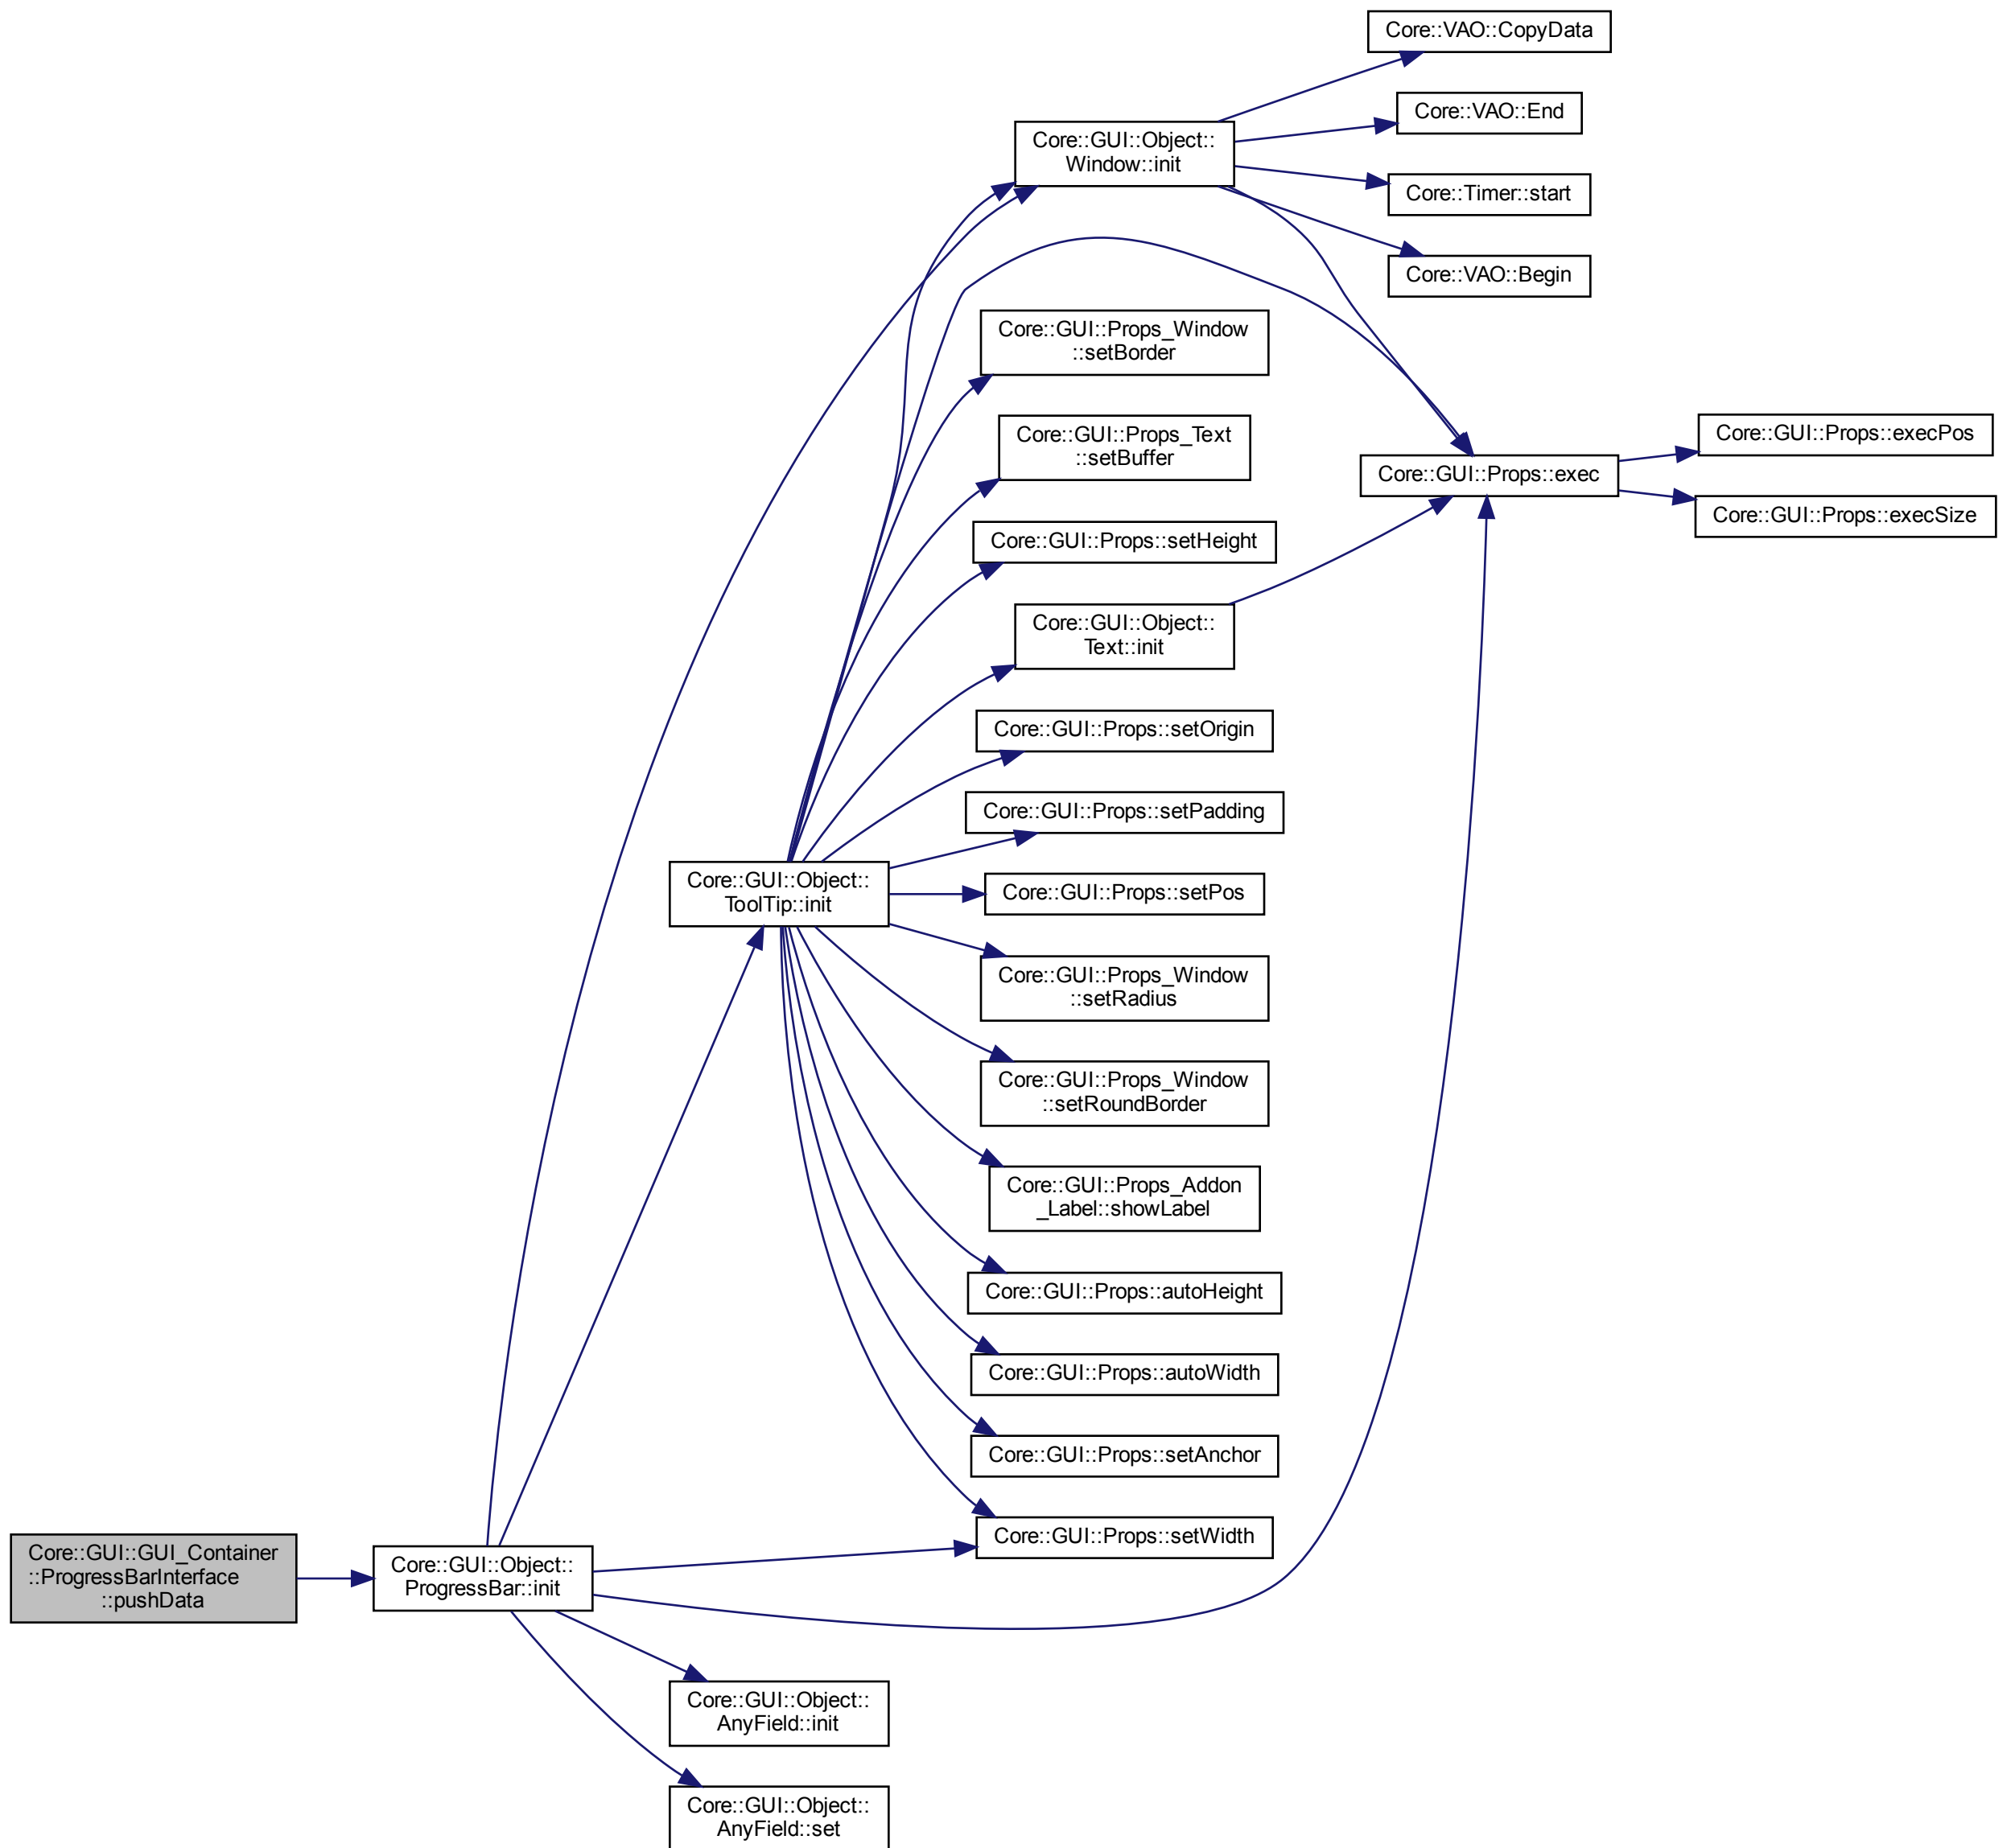 Core::VAO::CopyData
Core::VAO::End
Core::GUI::Object::
Window::init
Core::Timer::start
Core::VAO::Begin
Core::GUI::Props_Window
::setBorder
Core::GUI::Props_Text
::setBuffer
Core::GUI::Props::execPos
Core::GUI::Props::exec
Core::GUI::Props::execSize
Core::GUI::Props::setHeight
Core::GUI::Object::
Text::init
Core::GUI::Props::setOrigin
Core::GUI::Props::setPadding
Core::GUI::Object::
ToolTip::init
Core::GUI::Props::setPos
Core::GUI::Props_Window
::setRadius
Core::GUI::Props_Window
::setRoundBorder
Core::GUI::Props_Addon
_Label::showLabel
Core::GUI::Props::autoHeight
Core::GUI::Props::autoWidth
Core::GUI::Props::setAnchor
Core::GUI::Props::setWidth
Core::GUI::GUI_Container
::ProgressBarInterface
::pushData
Core::GUI::Object::
ProgressBar::init
Core::GUI::Object::
AnyField::init
Core::GUI::Object::
AnyField::set